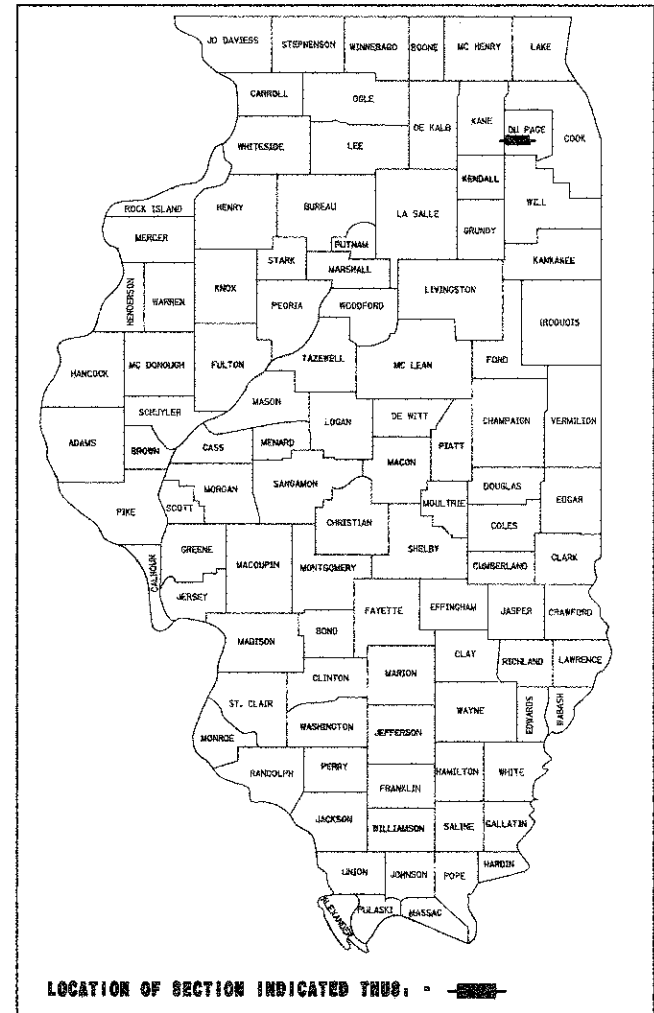 JO DAVIESS STEPHENSON WINNEBAGO BOONE MC HENRY LAKE
CARROLL OGLE DE KALB KANE DU PAGE COOK
WHITESIDE LEE
KENDALL WILL
ROCK ISLAND HENRY BUREAU LA SALLE GRUNDY
MERCER PUTNAM
STARK MARSHALL KANKAKEE
HENDERSON WARREN KNOX PEORIA WOODFORD LIVINGSTON IROQUOIS
HANCOCK MC DONOUGH FULTON TAZEWELL MC LEAN FORD
SCHUYLER MASON LOGAN DE WITT CHAMPAIGN VERMILION
ADAMS BROWN CASS MENARD MACON PIATT
PIKE SCOTT MORGAN SANGAMON CHRISTIAN MOULTRIE DOUGLAS EDGAR
COLES
CALHOUN GREENE MACOUPIN MONTGOMERY SHELBY CUMBERLAND CLARK
JERSEY
MADISON BOND FAYETTE EFFINGHAM JASPER CRAWFORD
CLINTON MARION CLAY RICHLAND LAWRENCE
ST. CLAIR WASHINGTON JEFFERSON WAYNE EDWARDS WABASH
MONROE
RANDOLPH PERRY FRANKLIN HAMILTON WHITE
JACKSON WILLIAMSON SALINE GALLATIN
UNION JOHNSON POPE HARDIN
ALEXANDER PULASKI MASSAC
LOCATION OF SECTION INDICATED THUS: -